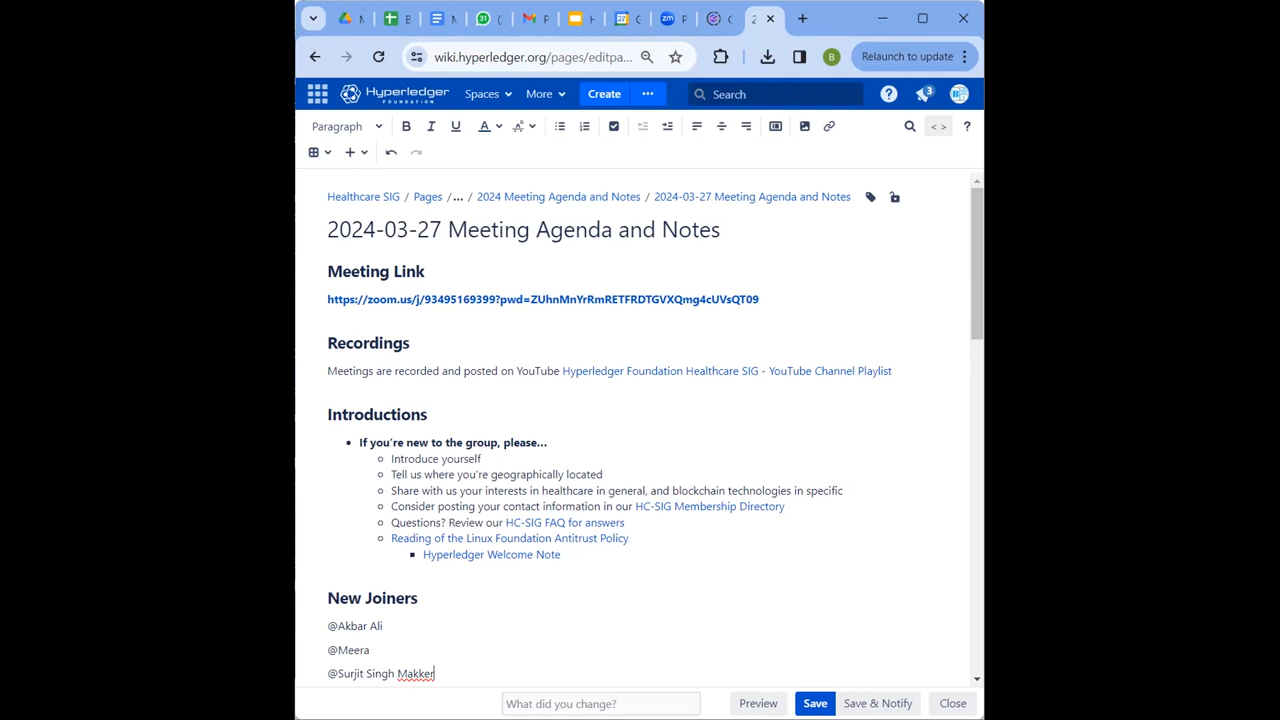 M
B
M
31
(
P
H
27
G
zm
P
C
2
wiki.hyperledger.org/pages/editpa...
B
Relaunch to update
HYPERLEDGER
FOUNDATION
Spaces
More
Create
...
Search
?
3
Paragraph
B
I
U
A
< >
?
Healthcare SIG / Pages /... / 2024 Meeting Agenda and Notes / 2024-03-27 Meeting Agenda and Notes
2024-03-27 Meeting Agenda and Notes
Meeting Link
https://zoom.us/j/93495169399?pwd=ZUhnMnYrRmRETFRDTGVXQmg4cUVsQT09
Recordings
Meetings are recorded and posted on YouTube Hyperledger Foundation Healthcare SIG - YouTube Channel Playlist
Introductions
• If you're new to the group, please...
Introduce yourself
Tell us where you're geographically located
Share with us your interests in healthcare in general, and blockchain technologies in specific
Consider posting your contact information in our HC-SIG Membership Directory
Questions? Review our HC-SIG FAQ for answers
Reading of the Linux Foundation Antitrust Policy
Hyperledger Welcome Note
New Joiners
@Akbar Ali
@Meera
@Surjit Singh Makker
What did you change?
Preview
Save
Save & Notify
Close